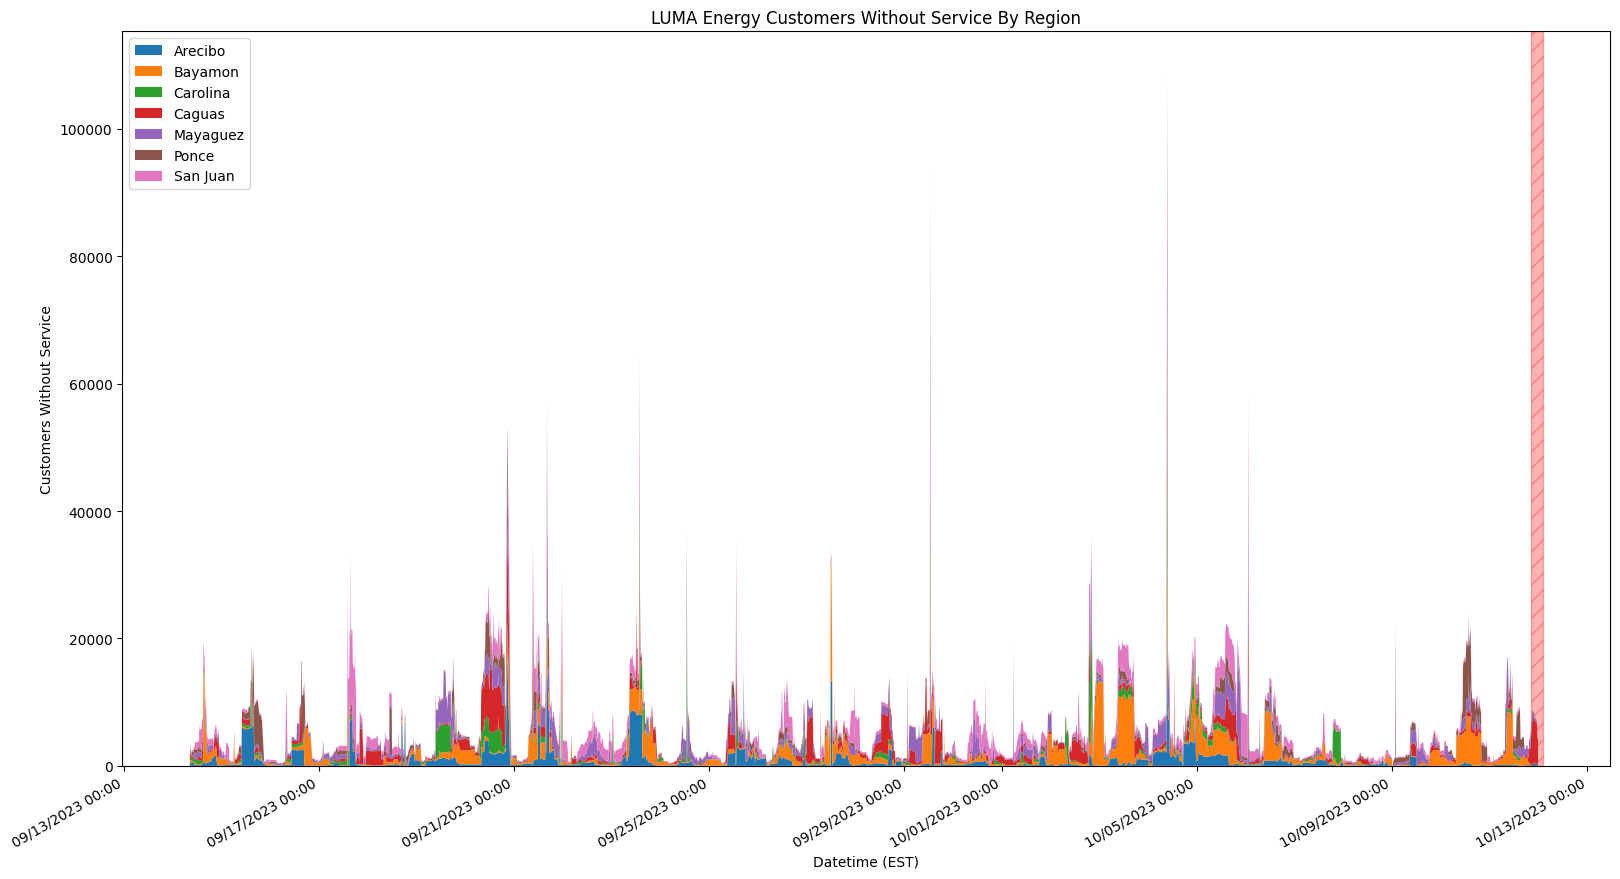 LUMA Energy Customers Without Service By Region
Arecibo
Bayamon
Carolina
Caguas
Mayaguez
Ponce
San Juan
100000
80000
60000
40000
20000
0
Customers Without Service
09/13/2023 00:00
09/17/2023 00:00
09/21/2023 00:00
09/25/2023 00:00
09/29/2023 00:00
10/01/2023 00:00
10/05/2023 00:00
10/09/2023 00:00
10/13/2023 00:00
Datetime (EST)